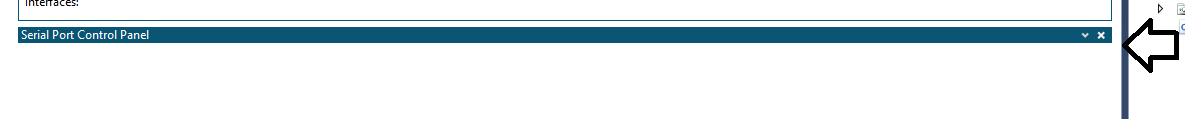 Interfaces:
Serial Port Control Panel